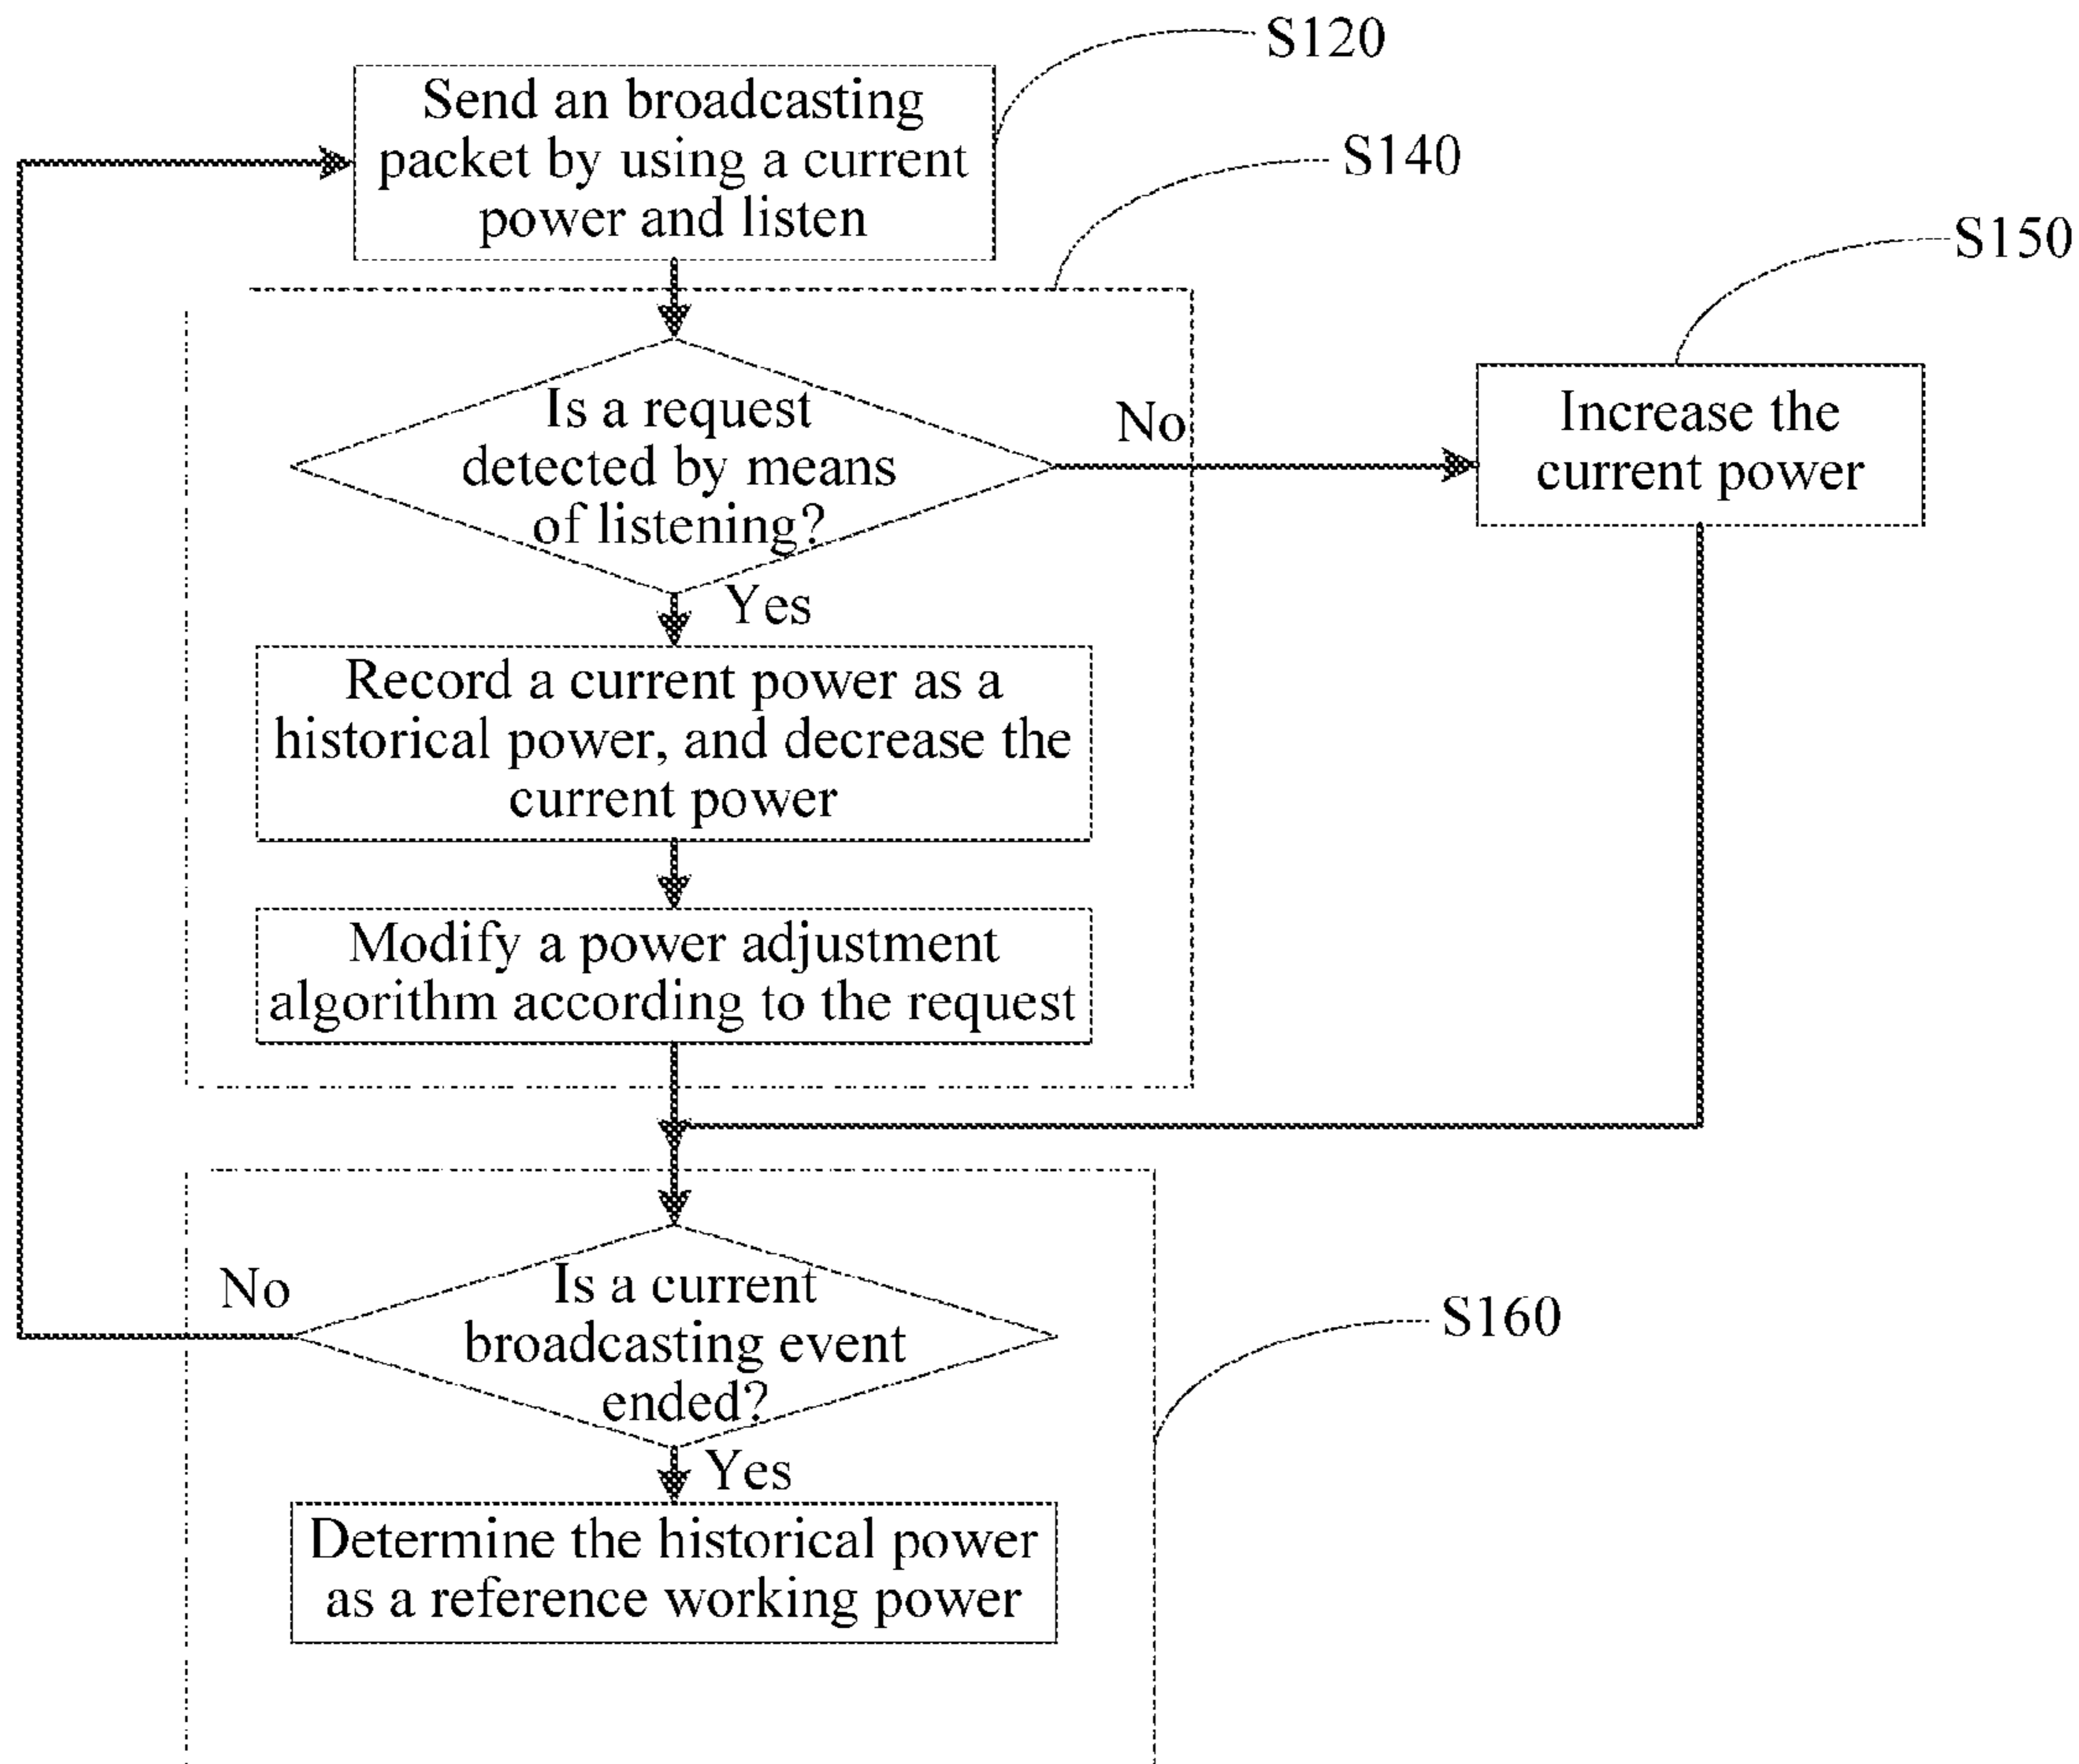 S120
Send an broadcasting
packet by using a current
power and listen
S140
S150
Is a request
detected by means
of listening?
No
Increase the
current power
Yes
Record a current power as a
historical power, and decrease the
current power
Modify a power adjustment
algorithm according to the request
No
Is a current
broadcasting event
ended?
S160
Yes
Determine the historical power
as a reference working power